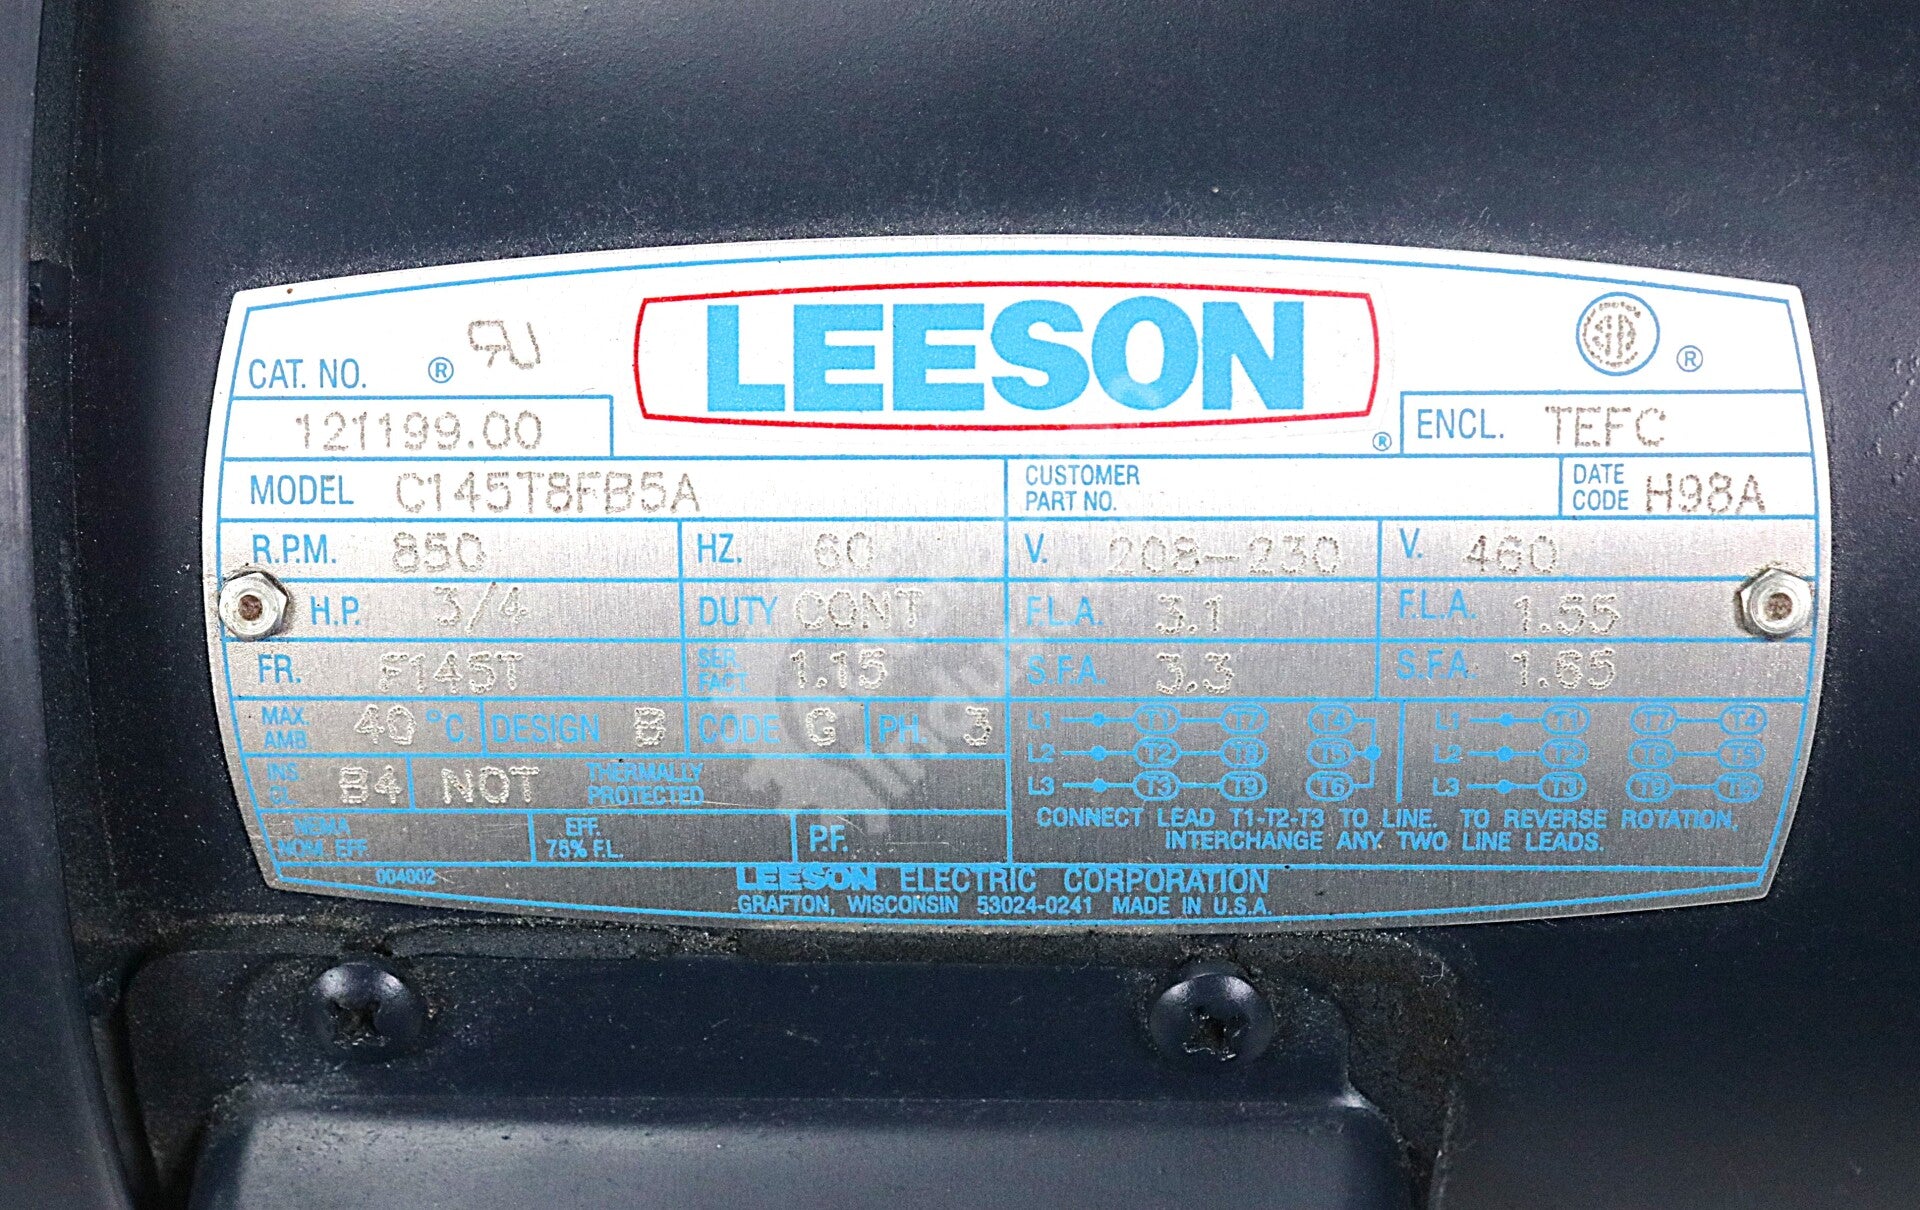 LEESON ®
CAT. NO. ® RU
121199.00
® ENCL. TEFC
MODEL C145T8FB5A
CUSTOMER
PART NO.
DATE
CODE H98A
R.P.M. 850 HZ. 60 V. 208-230 V. 460
H.P. 3/4 DUTY CONT F.L.A. 3.1 F.L.A. 1.55
FR. F145T SER.
FACT. 1.15 S.F.A. 3.3 S.F.A. 1.65
MAX.
AMB. 40 °C. DESIGN B CODE G PH. 3
INS.
CL. B4 NOT THERMALLY
PROTECTED
NEMA
NOM. EFF.
EFF.
75% F.L.
P.F.
L1 T1 T7 T4
L2 T2 T8 T5
L3 T3 T9 T6
L1 T1 T7 T4
L2 T2 T8 T5
L3 T3 T9 T6
CONNECT LEAD T1-T2-T3 TO LINE. TO REVERSE ROTATION,
INTERCHANGE ANY TWO LINE LEADS.
004002
LEESON ELECTRIC CORPORATION
GRAFTON, WISCONSIN 53024-0241 MADE IN U.S.A.